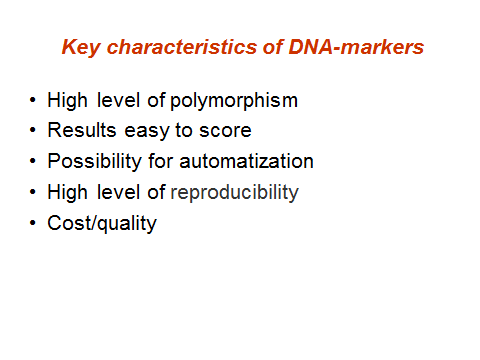 Key characteristics of DNA-markers
• High level of polymorphism
• Results easy to score
• Possibility for automatization
• High level of reproducibility
• Cost/quality